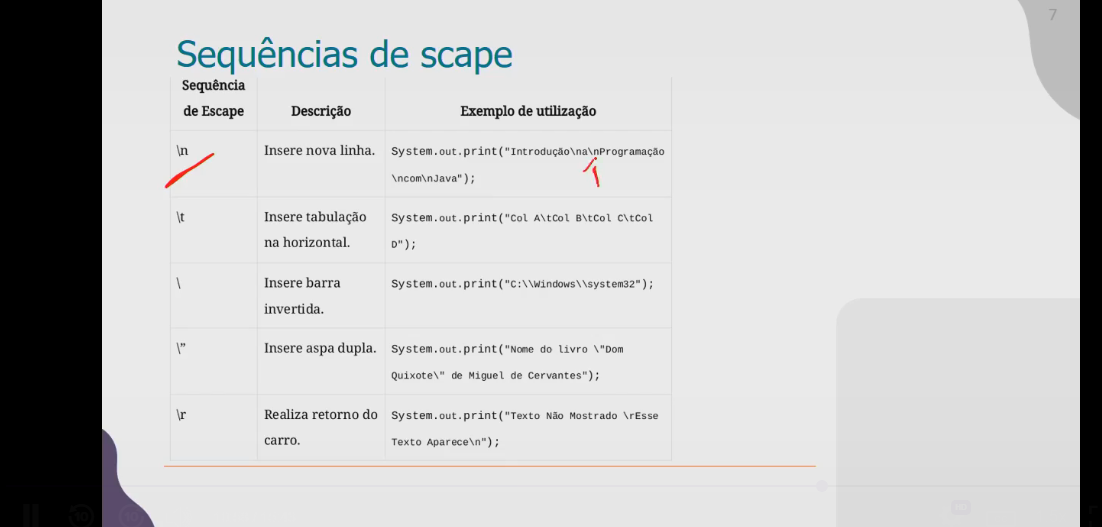 7
Sequências de scape
Sequência
de Escape
Descrição
Exemplo de utilização
\n
Insere nova linha.
System.out.print("Introdução\na\nProgramação
\ncom\nJava");
\t
Insere tabulação
na horizontal.
System.out.print("Col A\tCol B\tCol C\tCol
D");
\
Insere barra
invertida.
System.out.print("C:\\Windows\\system32");
\”
Insere aspa dupla.
System.out.print("Nome do livro \"Dom
Quixote\" de Miguel de Cervantes");
\r
Realiza retorno do
carro.
System.out.print("Texto Não Mostrado \rEsse
Texto Aparece\n");
10
10
HD